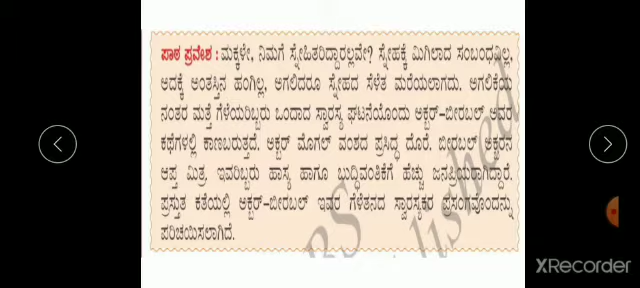 ಪಾಠ ಪ್ರವೇಶ : ಮಕ್ಕಳೇ, ನಿಮಗೆ ಸ್ನೇಹಿತರಿದ್ದಾರಲ್ಲವೇ? ಸ್ನೇಹಕ್ಕೆ ಮಿಗಿಲಾದ ಸಂಬಂಧವಿಲ್ಲ,
ಅದಕ್ಕೆ ಅಂತಸ್ತಿನ ಹಂಗಿಲ್ಲ, ಅಗಲಿದರೂ ಸ್ನೇಹದ ಸೆಳೆತ ಮರೆಯಲಾಗದು. ಅಗಲಿಕೆಯ
ನಂತರ ಮತ್ತೆ ಗೆಳೆಯರಿಬ್ಬರು ಒಂದಾದ ಸ್ವಾರಸ್ಯ ಘಟನೆಯೊಂದು ಅಕ್ಬರ್-ಬೀರಬಲ್ ಅವರ
ಕಥೆಗಳಲ್ಲಿ ಕಾಣಬರುತ್ತದೆ. ಅಕ್ಬರ್ ಮೊಗಲ್ ವಂಶದ ಪ್ರಸಿದ್ಧ ದೊರೆ. ಬೀರಬಲ್ ಅಕ್ಬರನ
ಆಪ್ತ ಮಿತ್ರ. ಇವರಿಬ್ಬರು ಹಾಸ್ಯ ಹಾಗೂ ಬುದ್ಧಿವಂತಿಕೆಗೆ ಹೆಚ್ಚು ಜನಪ್ರಿಯರಾಗಿದ್ದಾರೆ.
ಪ್ರಸ್ತುತ ಕತೆಯಲ್ಲಿ ಅಕ್ಬರ್-ಬೀರಬಲ್ ಇವರ ಗೆಳೆತನದ ಸ್ವಾರಸ್ಯಕರ ಪ್ರಸಂಗವೊಂದನ್ನು
ಪರಿಚಯಿಸಲಾಗಿದೆ.
XRecorder